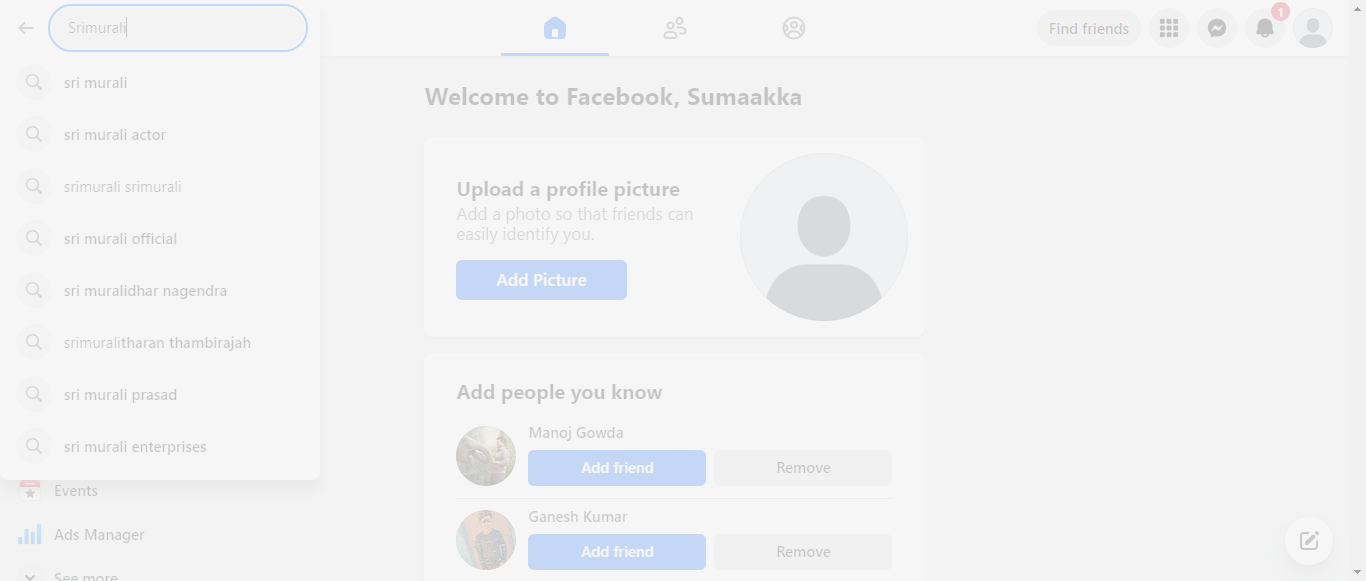 Srimurali
sri murali
sri murali actor
srimurali srimurali
sri murali official
sri muralidhar nagendra
srimuralitharan thambirajah
sri murali prasad
sri murali enterprises
Events
Ads Manager
See more
Find friends
1
Welcome to Facebook, Sumaakka
Upload a profile picture
Add a photo so that friends can
easily identify you.
Add Picture
Add people you know
Manoj Gowda
Add friend Remove
Ganesh Kumar
Add friend Remove